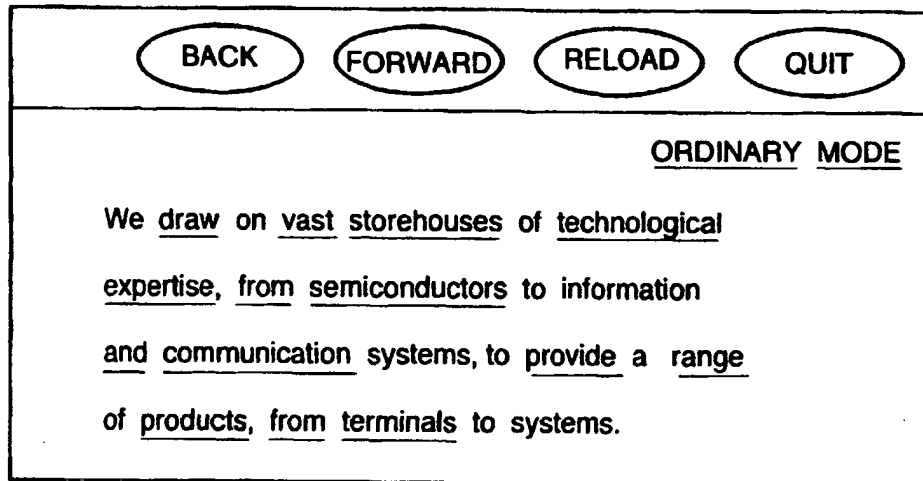 BACK FORWARD RELOAD QUIT
ORDINARY MODE
We draw on vast storehouses of technological
expertise, from semiconductors to information
and communication systems, to provide a range
of products, from terminals to systems.